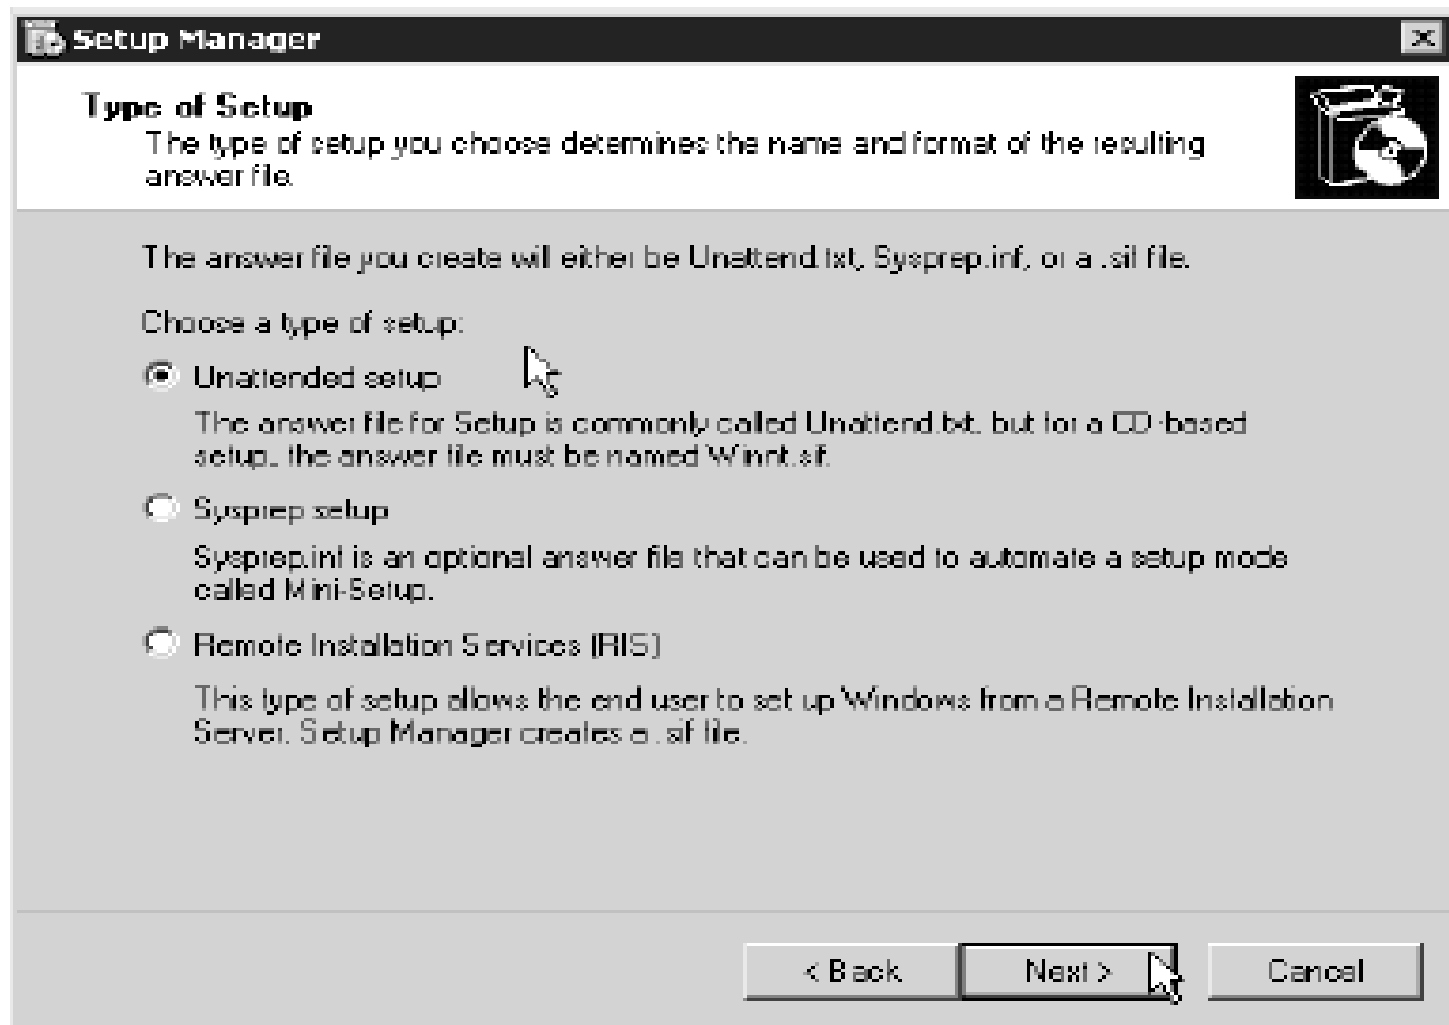 Setup Manager
Type of Setup
The type of setup you choose determines the name and format of the resulting
answer file.
The answer file you create will either be Unattend.txt, Sysprep.inf, or a .sif file.
Choose a type of setup:
Unattended setup
The answer file for Setup is commonly called Unattend.txt, but for a CD-based
setup, the answer file must be named Winnt.sif.
Sysprep setup
Sysprep.inf is an optional answer file that can be used to automate a setup mode
called Mini-Setup.
Remote Installation Services (RIS)
This type of setup allows the end user to set up Windows from a Remote Installation
Server. Setup Manager creates a .sif file.
< Back
Next >
Cancel